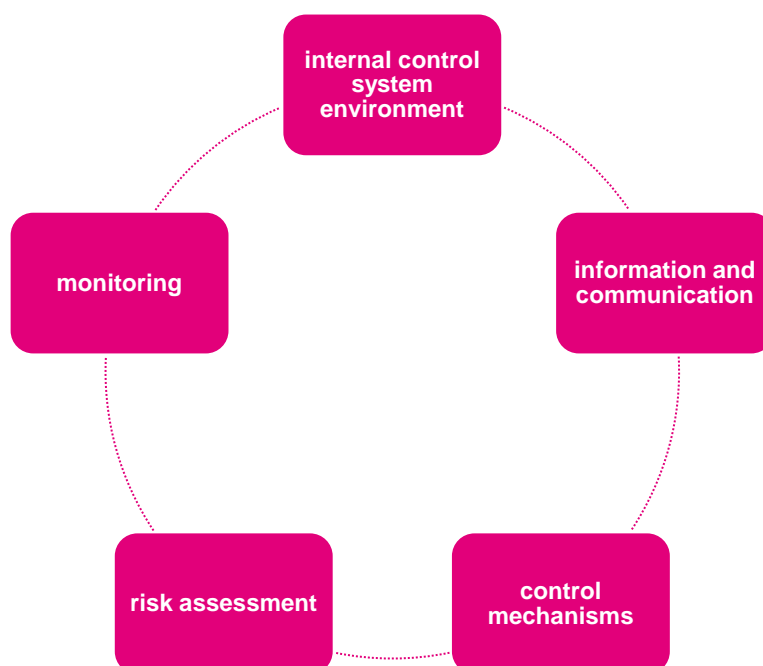 internal control
system
environment
information and
communication
control
mechanisms
risk assessment
monitoring